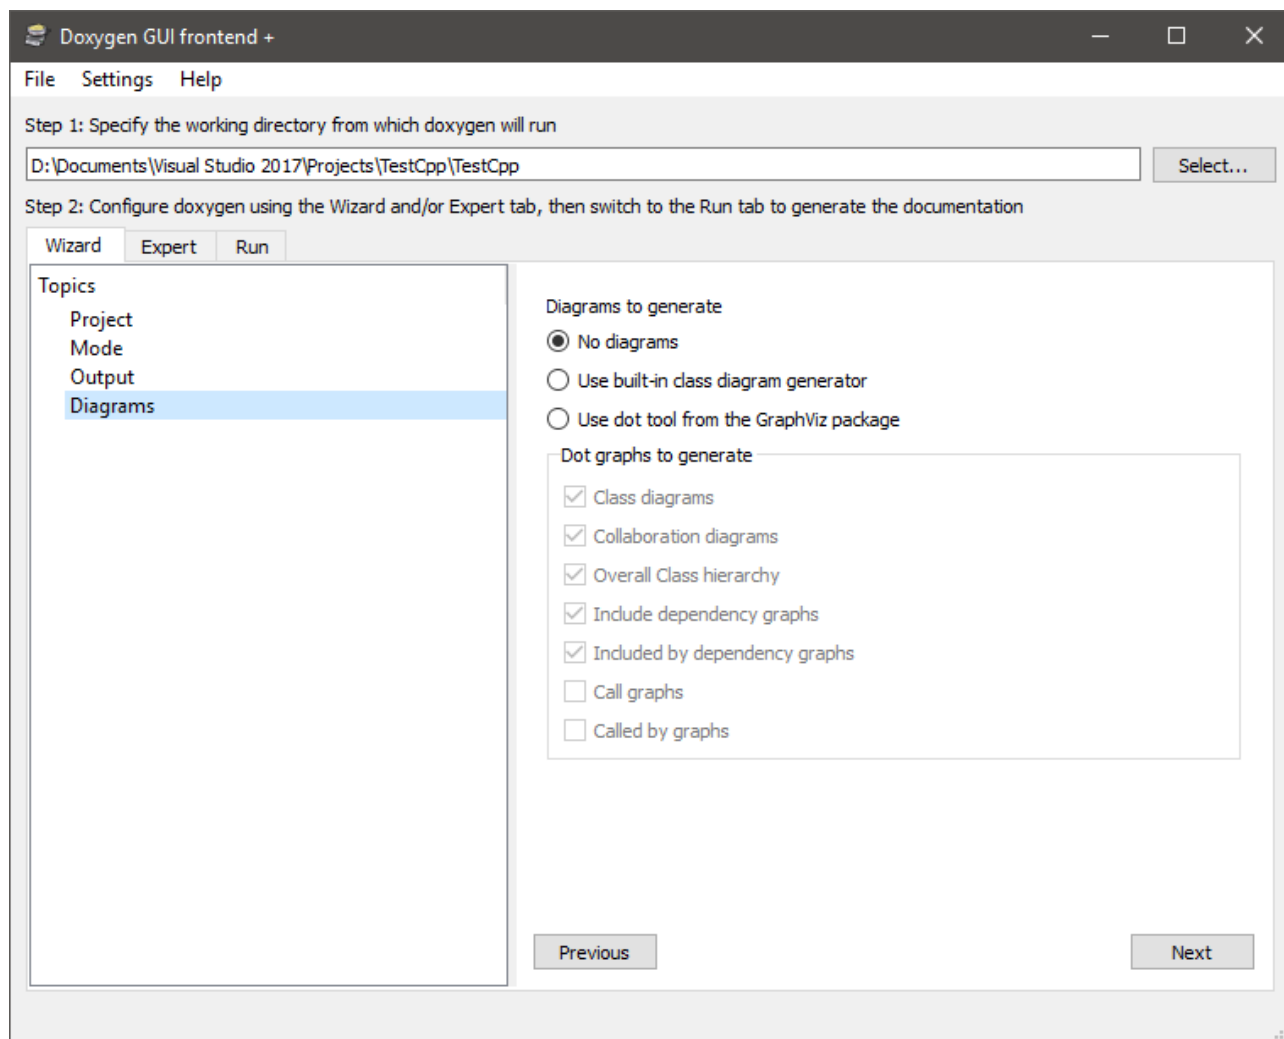 Doxygen GUI frontend +
File Settings Help
Step 1: Specify the working directory from which doxygen will run
D:\Documents\Visual Studio 2017\Projects\TestCpp\TestCpp
Select...
Step 2: Configure doxygen using the Wizard and/or Expert tab, then switch to the Run tab to generate the documentation
Wizard Expert Run
Topics
Project
Mode
Output
Diagrams
Diagrams to generate
No diagrams
Use built-in class diagram generator
Use dot tool from the GraphViz package
Dot graphs to generate
Class diagrams
Collaboration diagrams
Overall Class hierarchy
Include dependency graphs
Included by dependency graphs
Call graphs
Called by graphs
Previous
Next